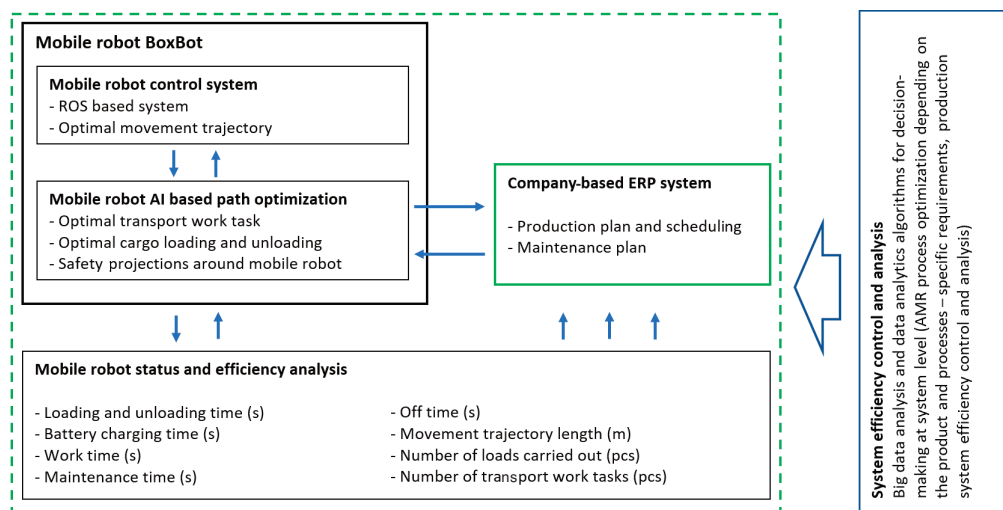 Mobile robot BoxBot
Mobile robot control system
- ROS based system
- Optimal movement trajectory
Mobile robot AI based path optimization
- Optimal transport work task
- Optimal cargo loading and unloading
- Safety projections around mobile robot
Company-based ERP system
- Production plan and scheduling
- Maintenance plan
Mobile robot status and efficiency analysis
- Loading and unloading time (s)
- Battery charging time (s)
- Work time (s)
- Maintenance time (s)
- Off time (s)
- Movement trajectory length (m)
- Number of loads carried out (pcs)
- Number of transport work tasks (pcs)
System efficiency control and analysis
Big data analysis and data analytics algorithms for decision-
making at system level (AMR process optimization depending on
the product and processes – specific requirements, production
system efficiency control and analysis)